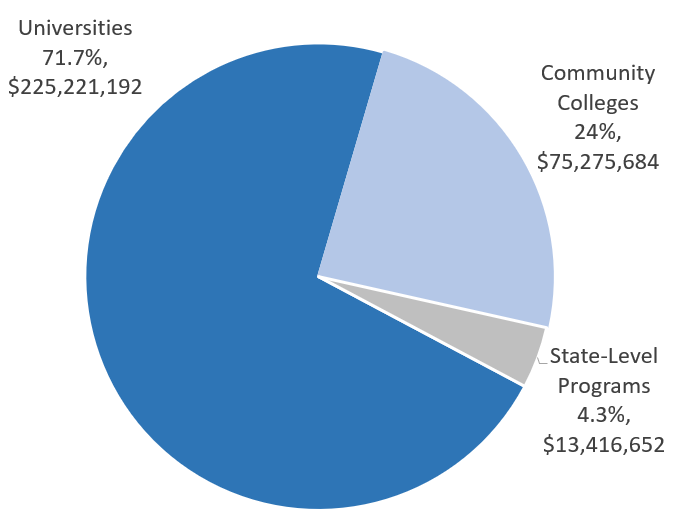 Universities
71.7%,
$225,221,192
Community
Colleges
24%,
$75,275,684
State-Level
Programs
4.3%,
$13,416,652